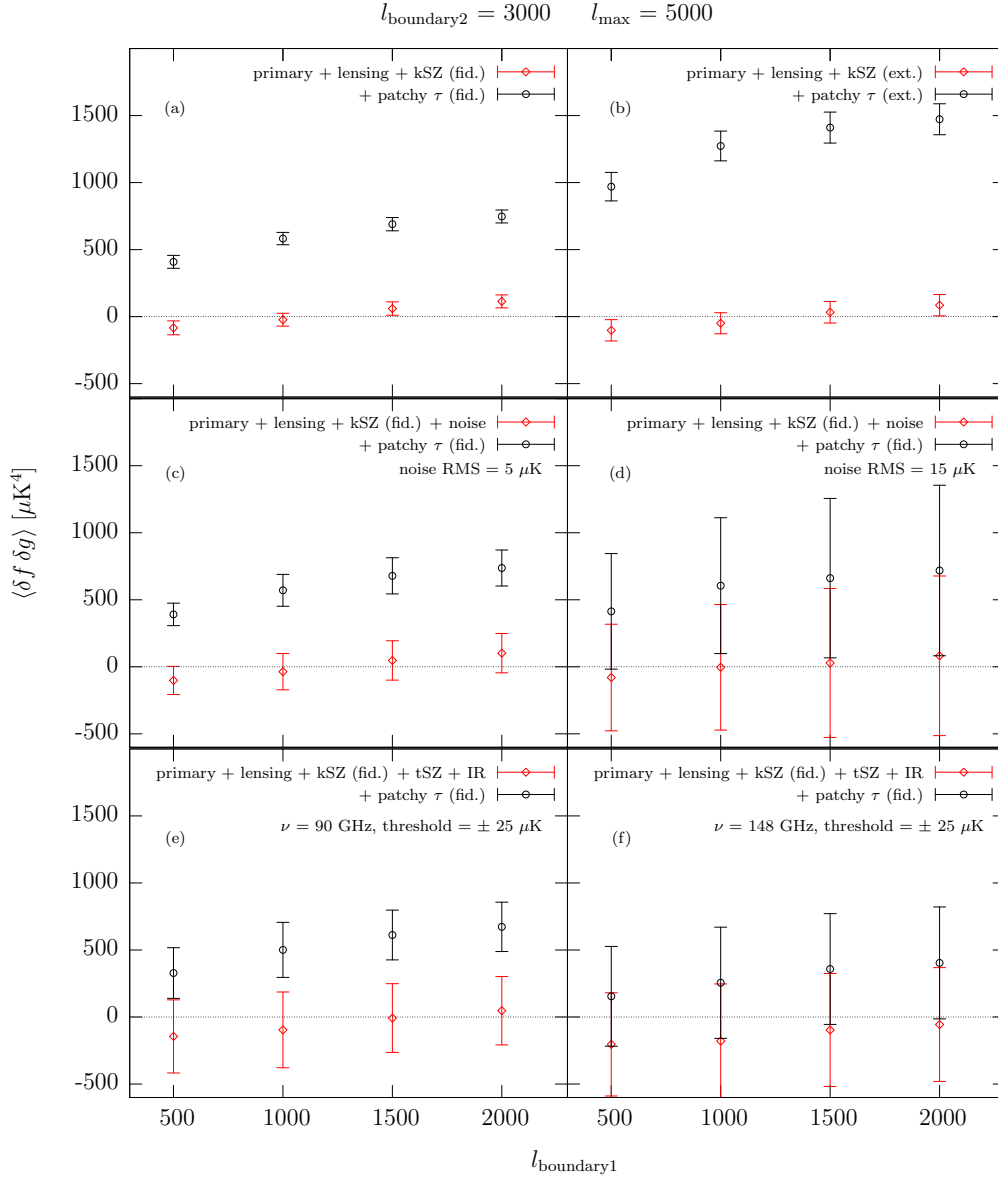 l_boundary2 = 3000 l_max = 5000
primary + lensing + kSZ (fid.)
+ patchy τ (fid.)
(a)
primary + lensing + kSZ (ext.)
+ patchy τ (ext.)
(b)
1500
1000
500
0
-500
primary + lensing + kSZ (fid.) + noise
+ patchy τ (fid.)
(c)
noise RMS = 5 μK
primary + lensing + kSZ (fid.) + noise
+ patchy τ (fid.)
(d)
noise RMS = 15 μK
1500
1000
500
0
-500
⟨δf δg⟩ [μK⁴]
primary + lensing + kSZ (fid.) + tSZ + IR
+ patchy τ (fid.)
(e)
ν = 90 GHz, threshold = ± 25 μK
primary + lensing + kSZ (fid.) + tSZ + IR
+ patchy τ (fid.)
(f)
ν = 148 GHz, threshold = ± 25 μK
1500
1000
500
0
-500
500 1000 1500 2000 500 1000 1500 2000
l_boundary1